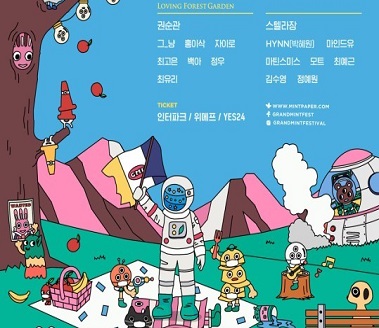 LOVING FOREST GARDEN
권순관
그_냥 홍이삭 자이로
최고은 백아 정우
최유리
스텔라장
HYNN(박혜원) 마인드유
마틴스미스 모트 최예근
김수영 정예원
TICKET
인터파크 / 위메프 / YES24
WWW.MINTPAPER.COM
GRANDMINTFEST
GRANDMINTFESTIVAL
WANTED